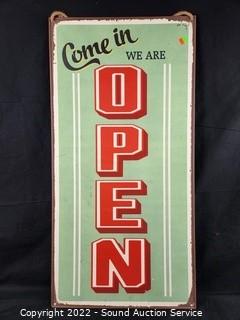 Come in
WE ARE
OPEN
Copyright 2022 - Sound Auction Service